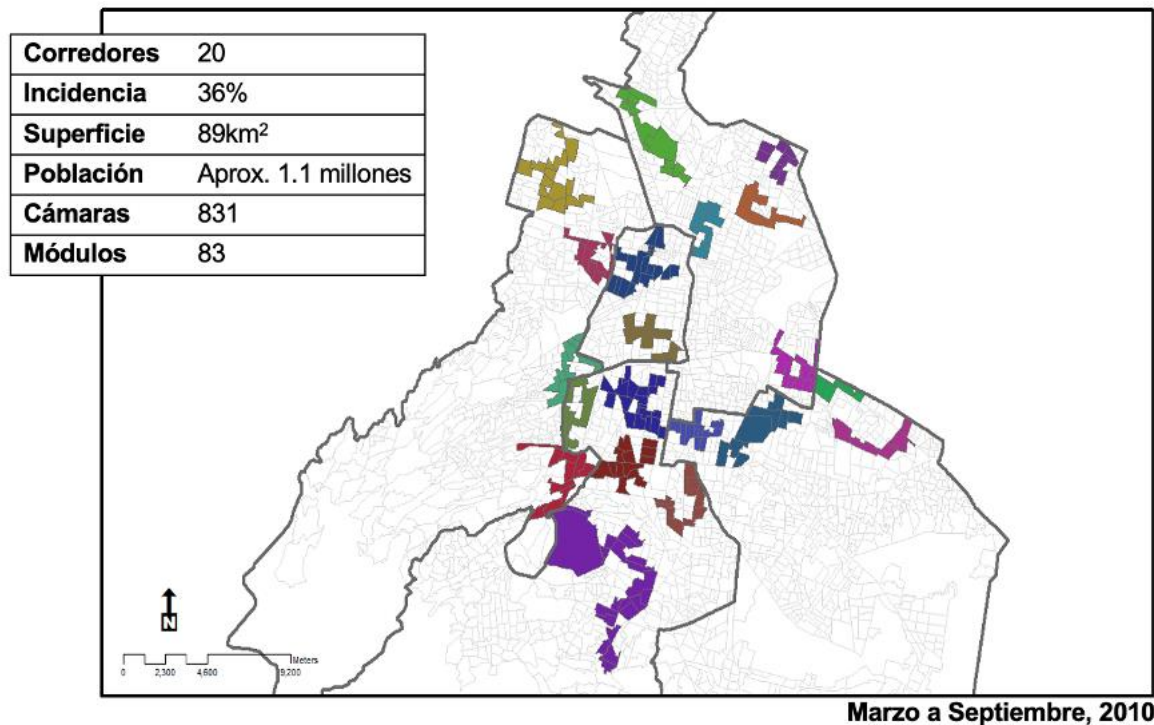 Corredores 20
Incidencia 36%
Superficie 89km²
Población Aprox. 1.1 millones
Cámaras 831
Módulos 83
N
Meters
0 2,300 4,600 9,200
Marzo a Septiembre, 2010